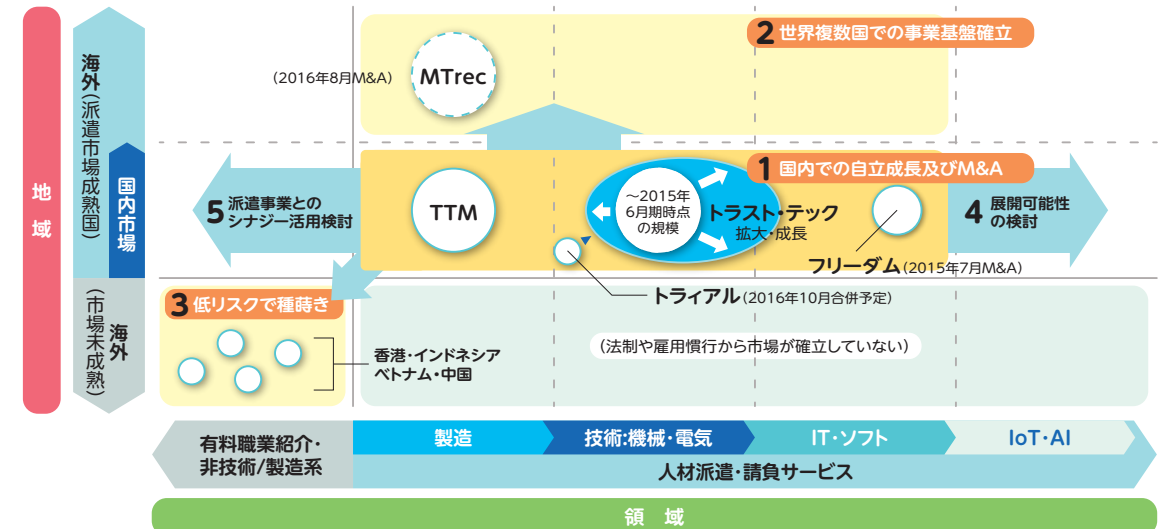 地域
海外（派遣市場成熟国）
国内市場
海外
（市場未成熟）
2 世界複数国での事業基盤確立
（2016年8月M&A）
MTrec
1 国内での自立成長及びM&A
5 派遣事業との
シナジー活用検討
TTM
〜2015年
6月期時点
の規模
トラスト・テック
拡大・成長
4 展開可能性
の検討
フリーダム（2015年7月M&A）
トライアル（2016年10月合併予定）
3 低リスクで種蒔き
香港・インドネシア
ベトナム・中国
（法制や雇用慣行から市場が確立していない）
有料職業紹介・
非技術/製造系
製造
技術:機械・電気
IT・ソフト
IoT・AI
人材派遣・請負サービス
領 域